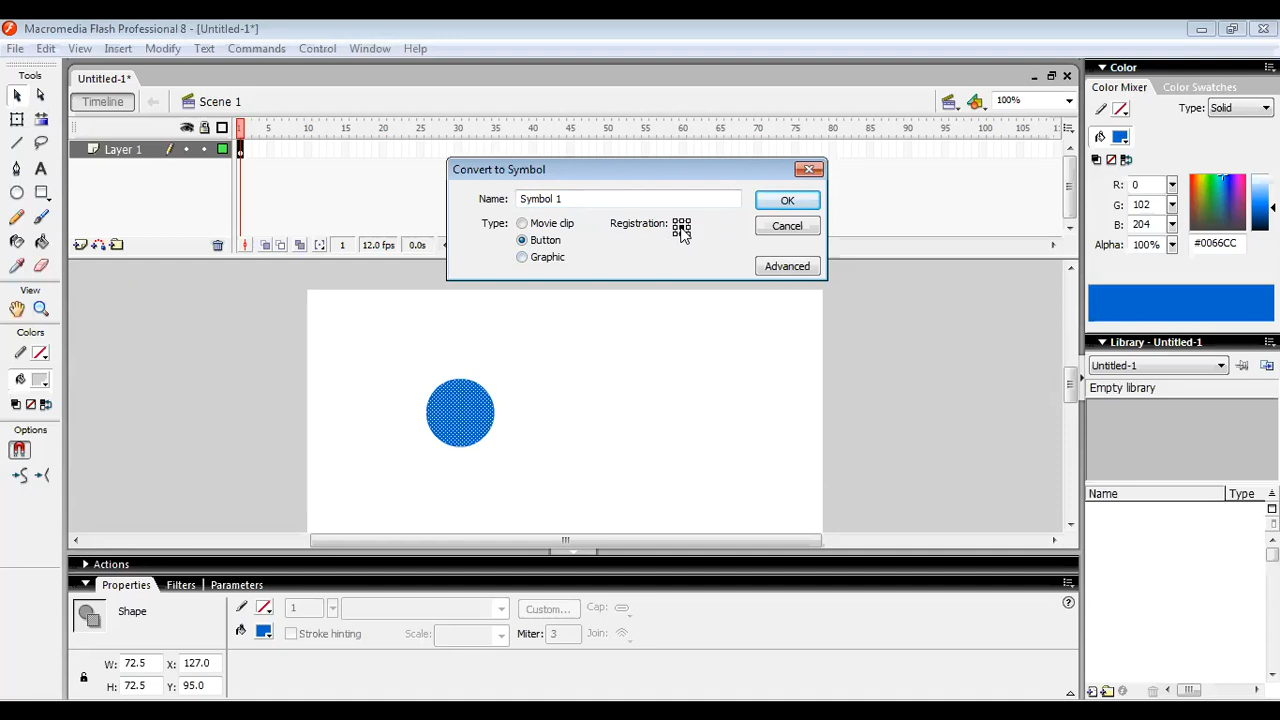 Macromedia Flash Professional 8 - [Untitled-1*]
File Edit View Insert Modify Text Commands Control Window Help
Tools
View
Colors
Options
Untitled-1*
Timeline
Scene 1
100%
1 5 10 15 20 25 30 35 40 45 50 55 60 65 70 75 80 85 90 95 100 105
Layer 1
1 12.0 fps 0.0s
Convert to Symbol
Name: Symbol 1
OK
Type: Movie clip
Registration:
Cancel
Button
Graphic
Advanced
Color
Color Mixer Color Swatches
Type: Solid
R: 0
G: 102
B: 204
Alpha: 100% #0066CC
Library - Untitled-1
Untitled-1
Empty library
Name Type
Actions
Properties Filters Parameters
Shape
1
Custom...
Cap:
Stroke hinting
Scale:
Miter: 3
Join:
W: 72.5 X: 127.0
H: 72.5 Y: 95.0